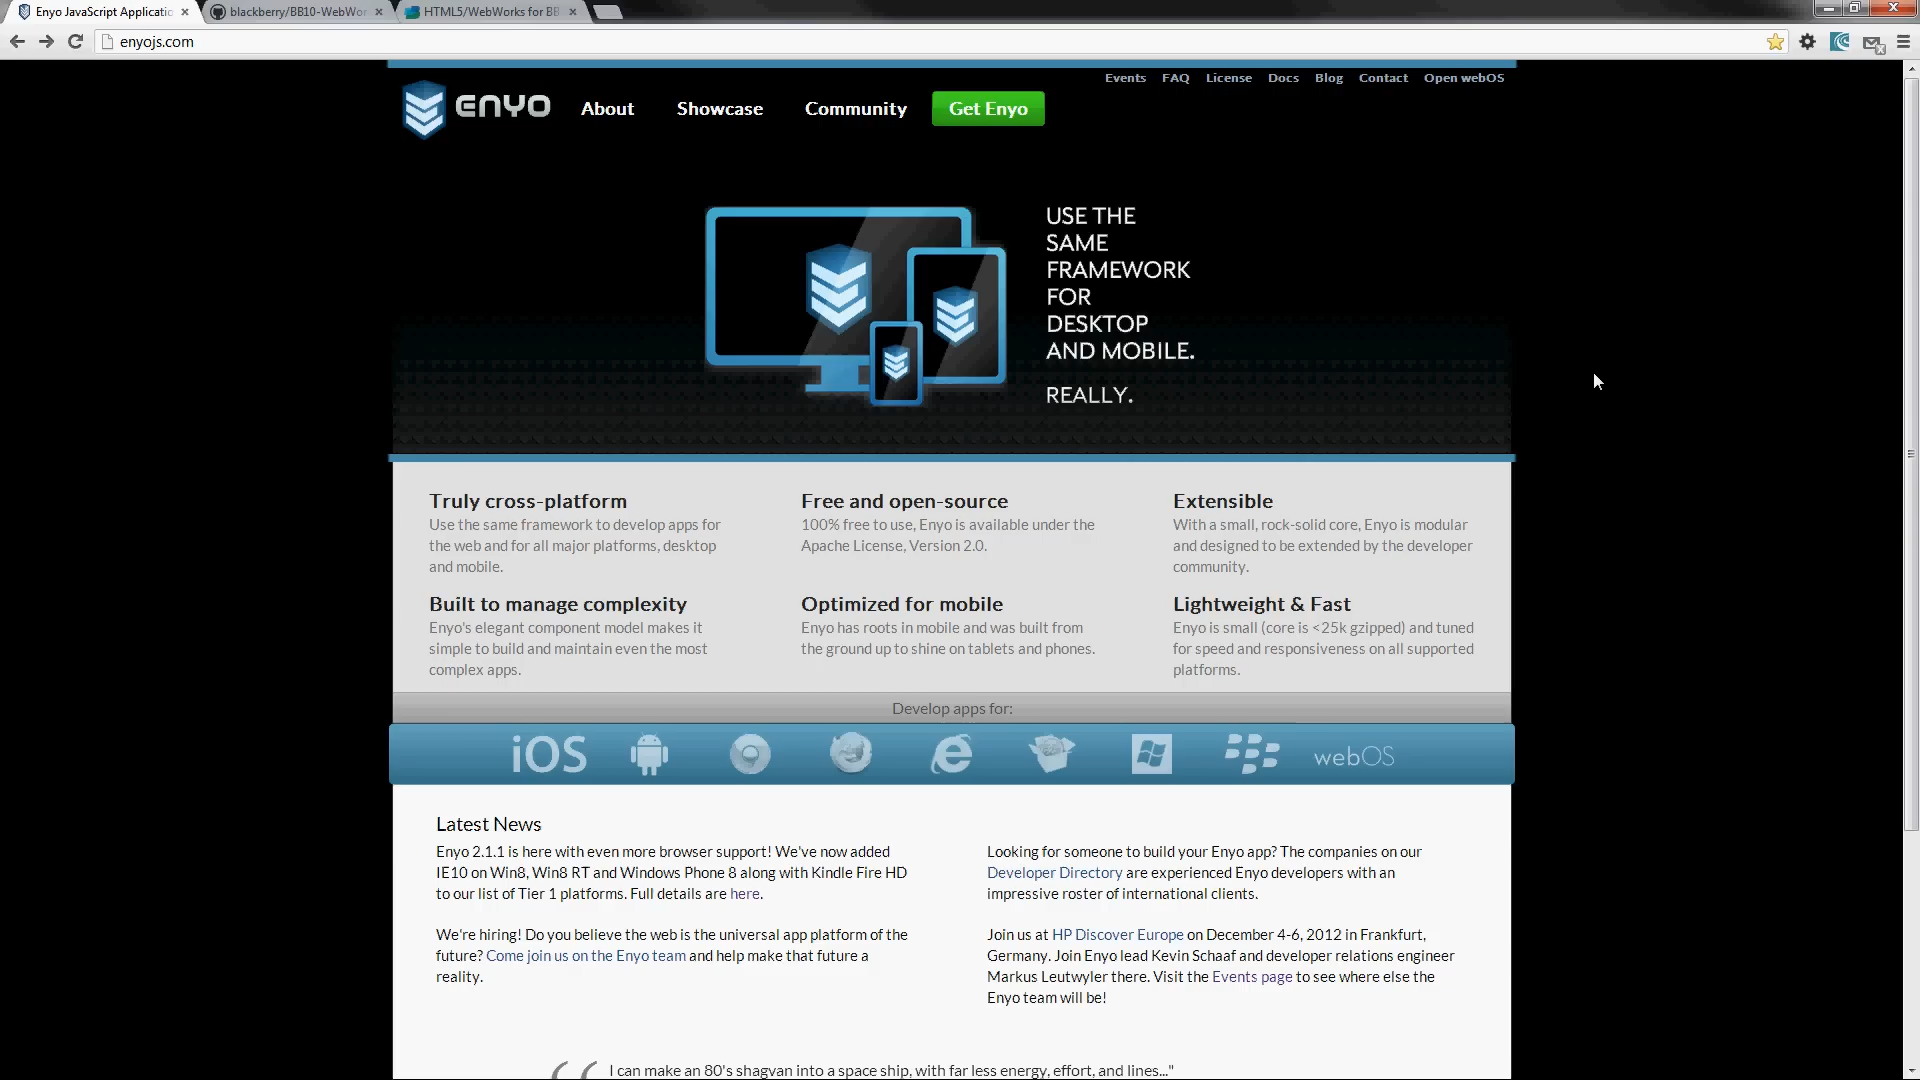 Enyo JavaScript Applicatio
blackberry/BB10-WebWor
HTML5/WebWorks for BB
enyojs.com
Events FAQ License Docs Blog Contact Open webOS
ENYO About Showcase Community Get Enyo
USE THE
SAME
FRAMEWORK
FOR
DESKTOP
AND MOBILE.
REALLY.
Truly cross-platform
Use the same framework to develop apps for
the web and for all major platforms, desktop
and mobile.
Free and open-source
100% free to use, Enyo is available under the
Apache License, Version 2.0.
Extensible
With a small, rock-solid core, Enyo is modular
and designed to be extended by the developer
community.
Built to manage complexity
Enyo's elegant component model makes it
simple to build and maintain even the most
complex apps.
Optimized for mobile
Enyo has roots in mobile and was built from
the ground up to shine on tablets and phones.
Lightweight & Fast
Enyo is small (core is <25k gzipped) and tuned
for speed and responsiveness on all supported
platforms.
Develop apps for:
iOS webOS
Latest News
Enyo 2.1.1 is here with even more browser support! We've now added
IE10 on Win8, Win8 RT and Windows Phone 8 along with Kindle Fire HD
to our list of Tier 1 platforms. Full details are here.
We're hiring! Do you believe the web is the universal app platform of the
future? Come join us on the Enyo team and help make that future a
reality.
Looking for someone to build your Enyo app? The companies on our
Developer Directory are experienced Enyo developers with an
impressive roster of international clients.
Join us at HP Discover Europe on December 4-6, 2012 in Frankfurt,
Germany. Join Enyo lead Kevin Schaaf and developer relations engineer
Markus Leutwyler there. Visit the Events page to see where else the
Enyo team will be!
I can make an 80's shagvan into a space ship, with far less energy, effort, and lines..."